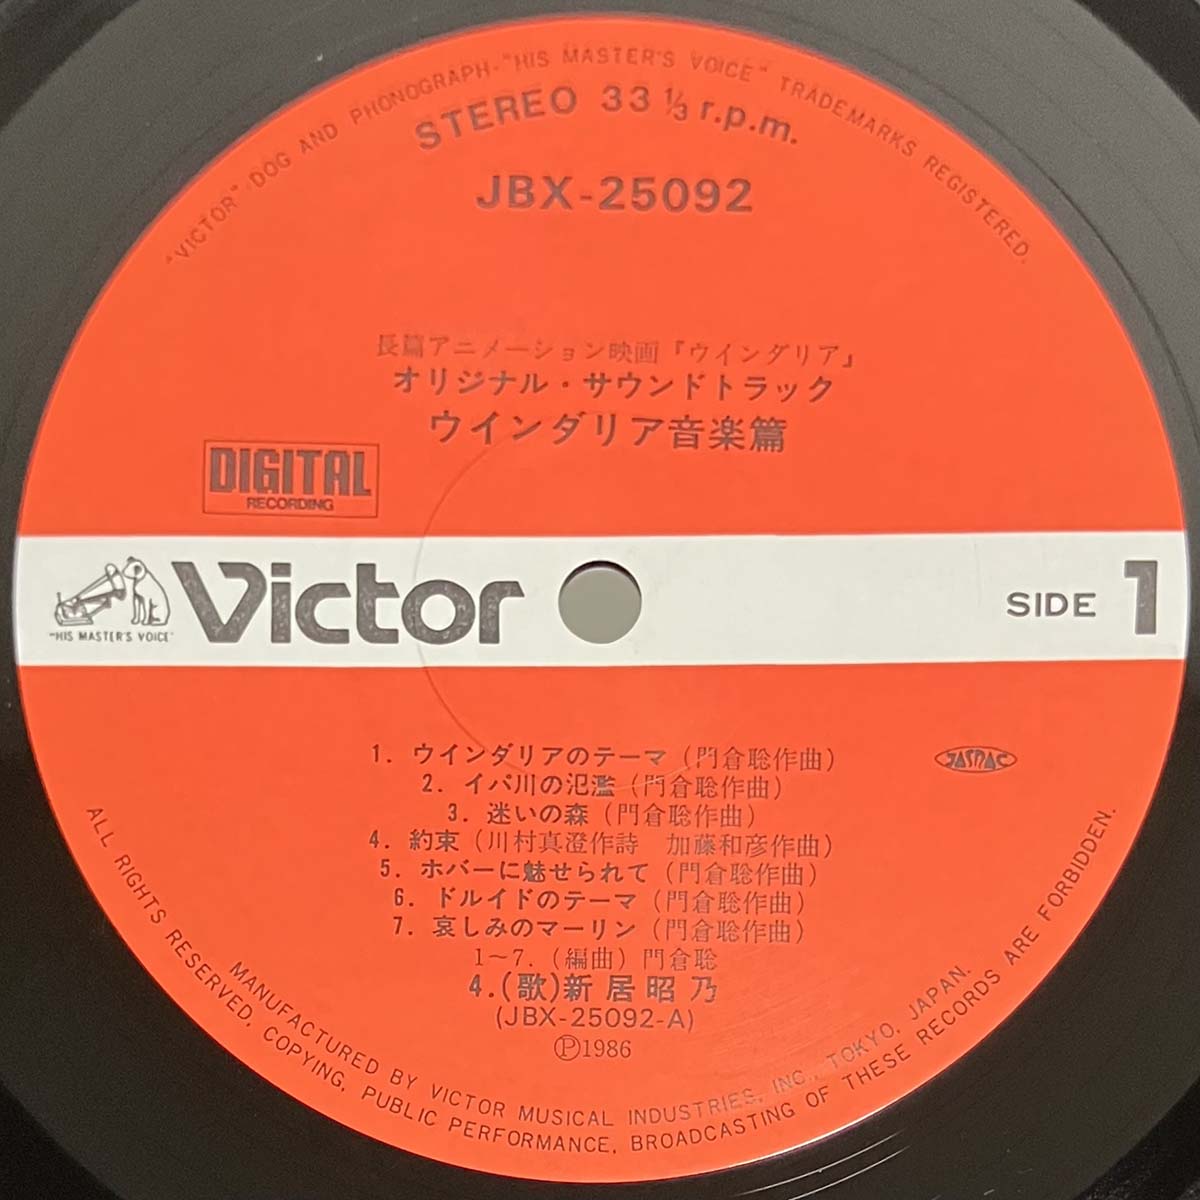 "VICTOR" DOG AND PHONOGRAPH-"HIS MASTER'S VOICE" TRADEMARKS REGISTERED.
STEREO 33 1/3 r.p.m.
JBX-25092
長篇アニメーション映画『ウインダリア』
オリジナル・サウンドトラック
ウインダリア音楽篇
DIGITAL
RECORDING
"HIS MASTER'S VOICE"
Victor
SIDE 1
1. ウインダリアのテーマ（門倉聡作曲）
JASRAC
2. イパ川の氾濫（門倉聡作曲）
3. 迷いの森（門倉聡作曲）
4. 約束（川村真澄作詩　加藤和彦作曲）
5. ホバーに魅せられて（門倉聡作曲）
6. ドルイドのテーマ（門倉聡作曲）
7. 哀しみのマーリン（門倉聡作曲）
1〜7.（編曲）門倉聡
4.(歌)新居昭乃
(JBX-25092-A)
Ⓟ1986
MANUFACTURED BY VICTOR MUSICAL INDUSTRIES, INC., TOKYO, JAPAN.
ALL RIGHTS RESERVED, COPYING, PUBLIC PERFORMANCE, BROADCASTING OF THESE RECORDS ARE FORBIDDEN.